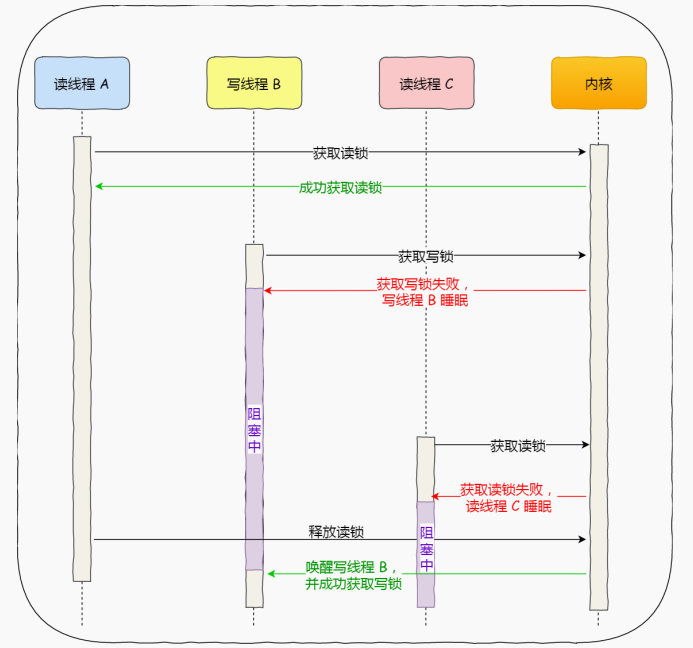 读线程 A
写线程 B
读线程 C
内核
获取读锁
成功获取读锁
获取写锁
获取写锁失败，
写线程 B 睡眠
阻
塞
中
获取读锁
获取读锁失败，
读线程 C 睡眠
释放读锁
阻
塞
中
唤醒写线程 B，
并成功获取写锁